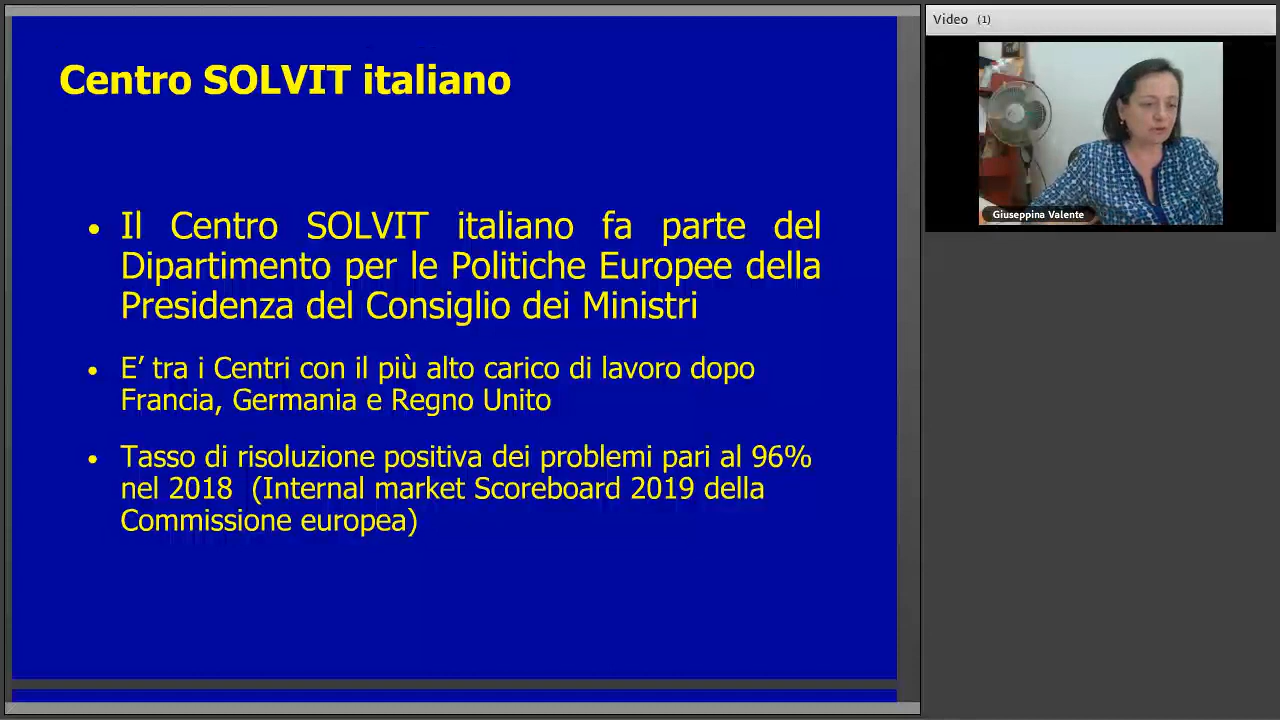 Centro SOLVIT italiano
• Il Centro SOLVIT italiano fa parte del
Dipartimento per le Politiche Europee della
Presidenza del Consiglio dei Ministri
• E’ tra i Centri con il più alto carico di lavoro dopo
Francia, Germania e Regno Unito
• Tasso di risoluzione positiva dei problemi pari al 96%
nel 2018 (Internal market Scoreboard 2019 della
Commissione europea)
Video (1)
Giuseppina Valente